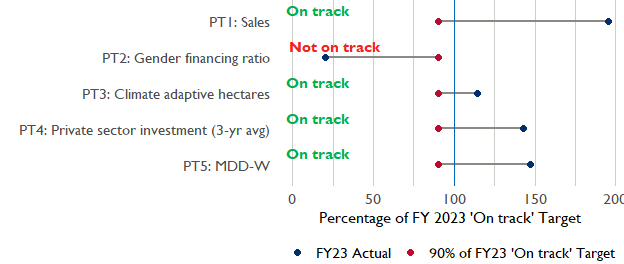 On track
PT1: Sales
Not on track
PT2: Gender financing ratio
On track
PT3: Climate adaptive hectares
On track
PT4: Private sector investment (3-yr avg)
On track
PT5: MDD-W
0 50 100 150 200
Percentage of FY 2023 'On track' Target
FY23 Actual 90% of FY23 'On track' Target